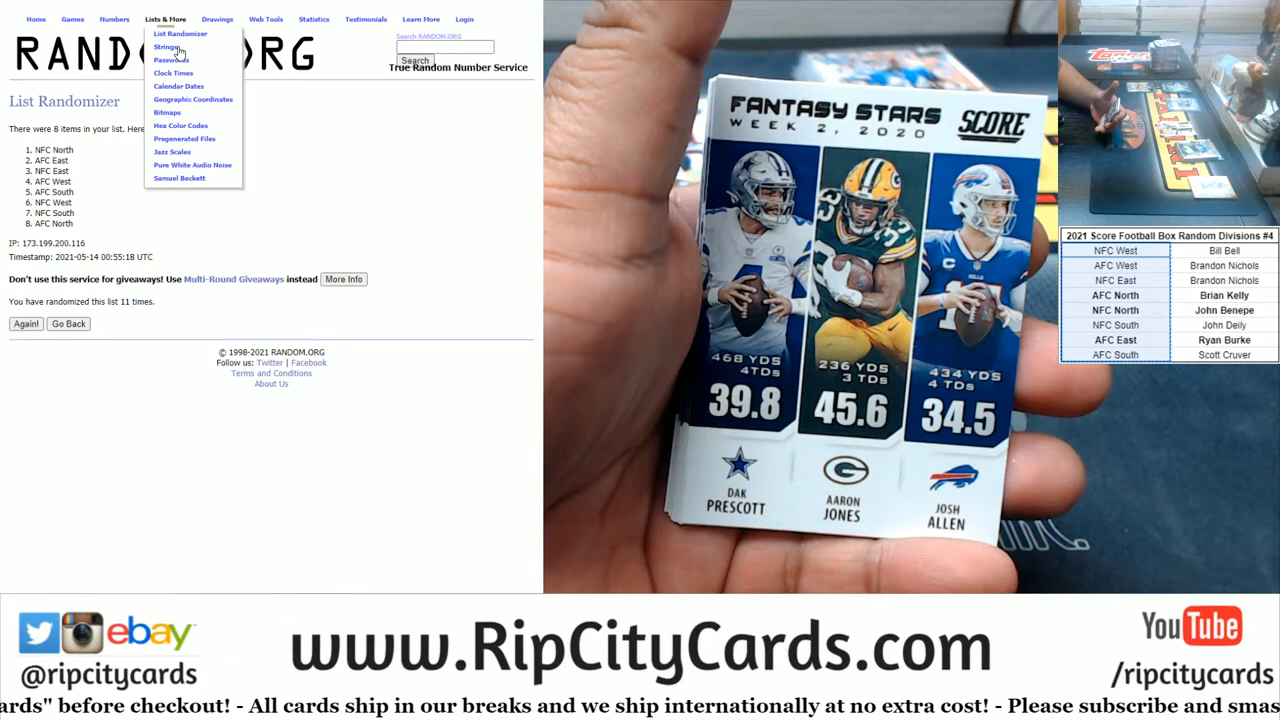 Home Games Numbers Lists & More Drawings Web Tools Statistics Testimonials Learn More Login
List Randomizer
Strings
Passwords
Clock Times
Calendar Dates
Geographic Coordinates
Bitmaps
Hex Color Codes
Pregenerated Files
Jazz Scales
Pure White Audio Noise
Samuel Beckett
Search RANDOM.ORG
Search
True Random Number Service
List Randomizer
There were 8 items in your list. Here
1. NFC North
2. AFC East
3. NFC East
4. AFC West
5. AFC South
6. NFC West
7. NFC South
8. AFC North
IP: 173.199.200.116
Timestamp: 2021-05-14 00:55:18 UTC
Don't use this service for giveaways! Use Multi-Round Giveaways instead More Info
You have randomized this list 11 times.
Again! Go Back
© 1998-2021 RANDOM.ORG
Follow us: Twitter | Facebook
Terms and Conditions
About Us
FANTASY STARS
WEEK 2, 2020
SCORE
468 YDS
4 TDS
39.8
DAK
PRESCOTT
236 YDS
3 TDS
45.6
AARON
JONES
434 YDS
4 TDS
34.5
JOSH
ALLEN
2021 Score Football Box Random Divisions #4
NFC West Bill Bell
AFC West Brandon Nichols
NFC East Brandon Nichols
AFC North Brian Kelly
NFC North John Benepe
NFC South John Deily
AFC East Ryan Burke
AFC South Scott Cruver
ebay
@ripcitycards
www.RipCityCards.com
YouTube
/ripcitycards
ards" before checkout! - All cards ship in our breaks and we ship internationally at no extra cost! - Please subscribe and smas